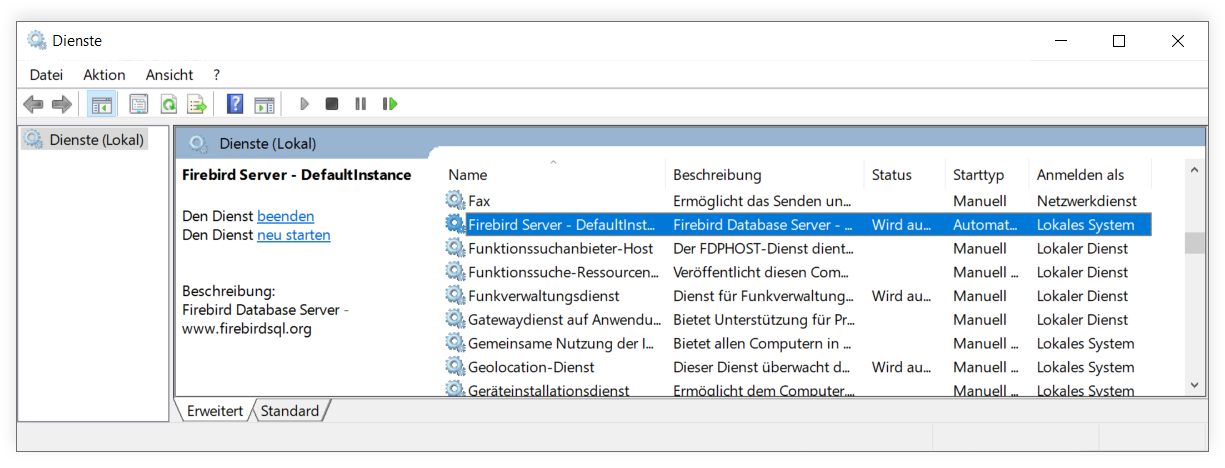 Dienste
Datei Aktion Ansicht ?
Dienste (Lokal)
Dienste (Lokal)
Firebird Server - DefaultInstance
Den Dienst beenden
Den Dienst neu starten
Beschreibung:
Firebird Database Server -
www.firebirdsql.org
Name Beschreibung Status Starttyp Anmelden als
Fax Ermöglicht das Senden un... Manuell Netzwerkdienst
Firebird Server - DefaultInst... Firebird Database Server - ... Wird au... Automat... Lokales System
Funktionssuchanbieter-Host Der FDPHOST-Dienst dient... Manuell Lokaler Dienst
Funktionssuche-Ressourcen... Veröffentlicht diesen Com... Manuell ... Lokaler Dienst
Funkverwaltungsdienst Dienst für Funkverwaltung... Wird au... Manuell Lokaler Dienst
Gatewaydienst auf Anwendu... Bietet Unterstützung für Pr... Manuell Lokaler Dienst
Gemeinsame Nutzung der I... Bietet allen Computern in ... Manuell ... Lokales System
Geolocation-Dienst Dieser Dienst überwacht d... Wird au... Manuell ... Lokales System
Geräteinstallationsdienst Ermöglicht dem Computer... Manuell ... Lokales System
Erweitert Standard